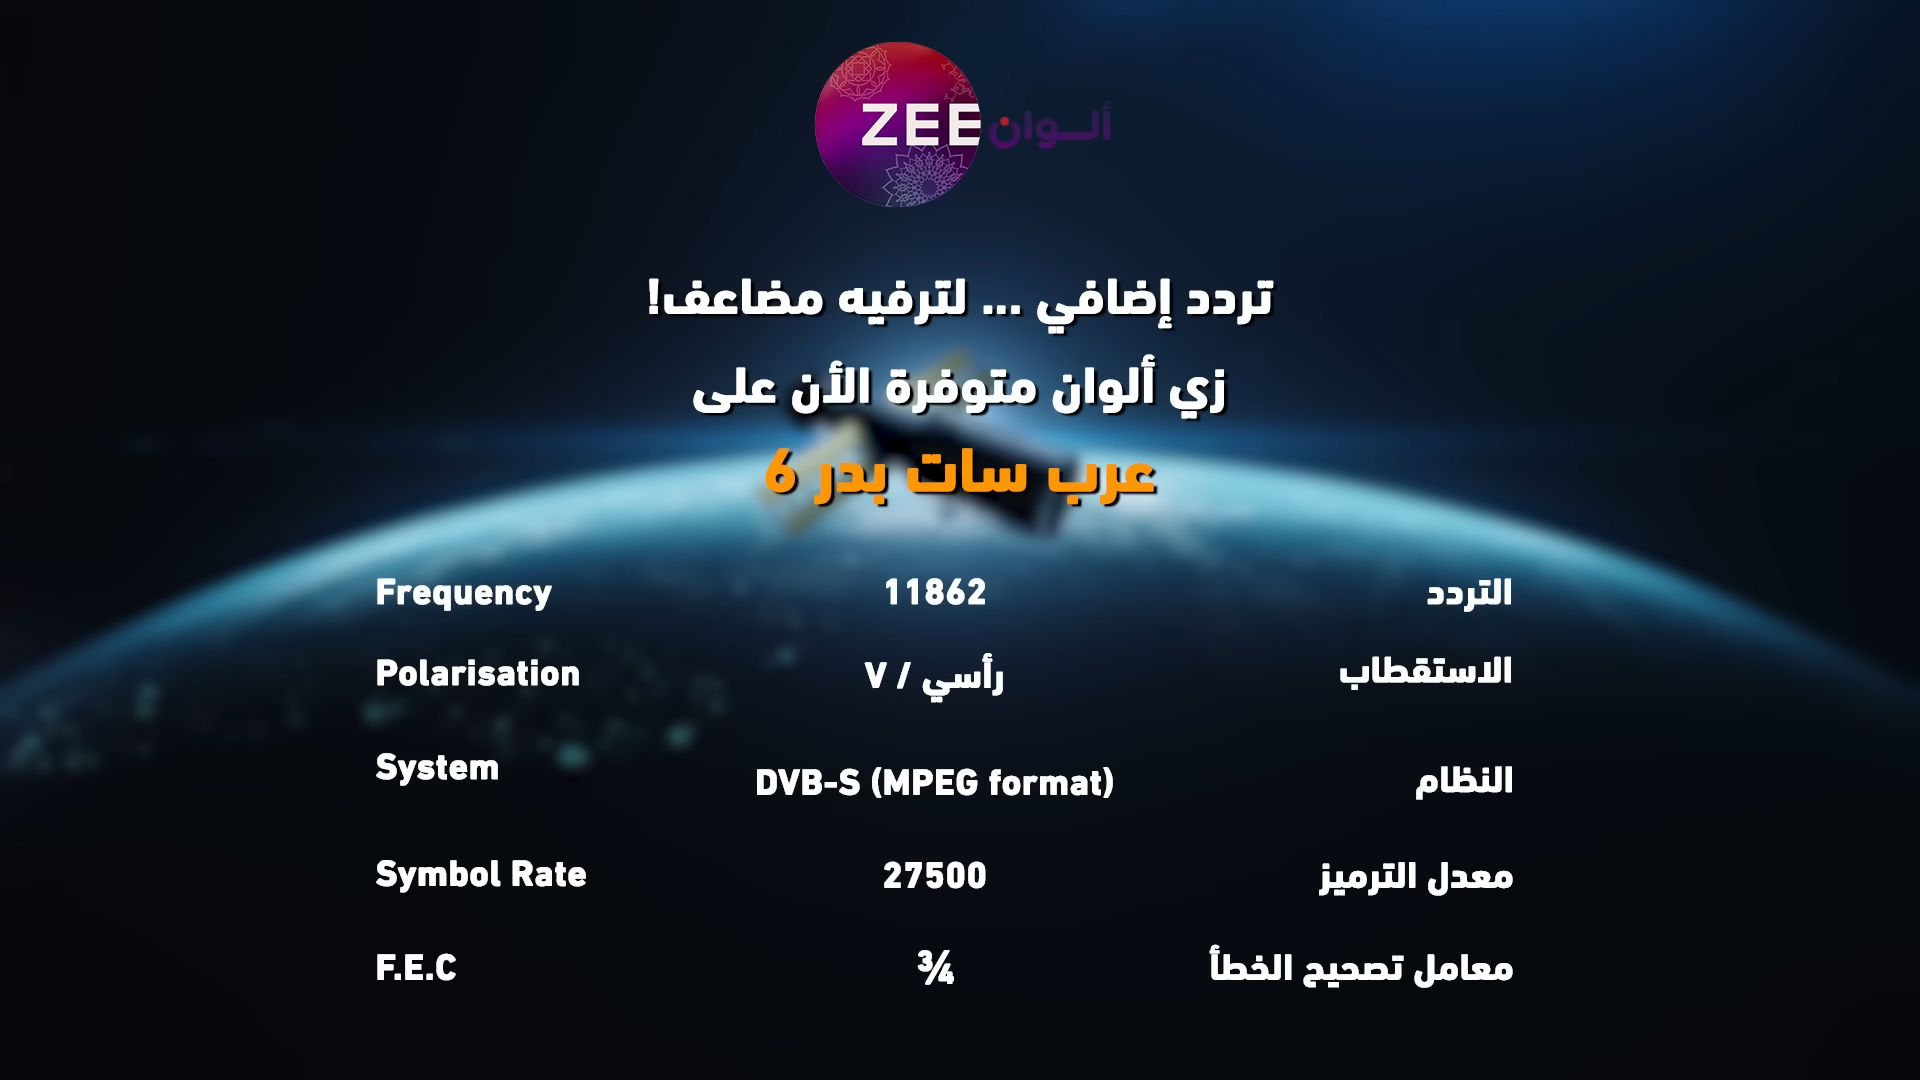 ZEE ألوان
تردد إضافي ... لترفيه مضاعف!
زي ألوان متوفرة الأن على
عرب سات بدر 6
Frequency 11862 التردد
Polarisation رأسي / V الاستقطاب
System DVB-S (MPEG format) النظام
Symbol Rate 27500 معدل الترميز
F.E.C ¾ معامل تصحيح الخطأ